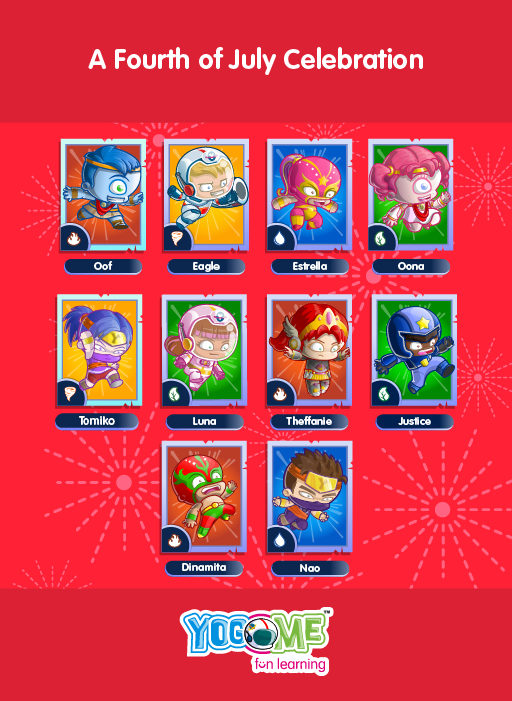 A Fourth of July Celebration
Oof
Eagle
Estrella
Oona
Tomiko
Luna
Theffanie
Justice
Dinamita
Nao
YOGOME™
fun learning